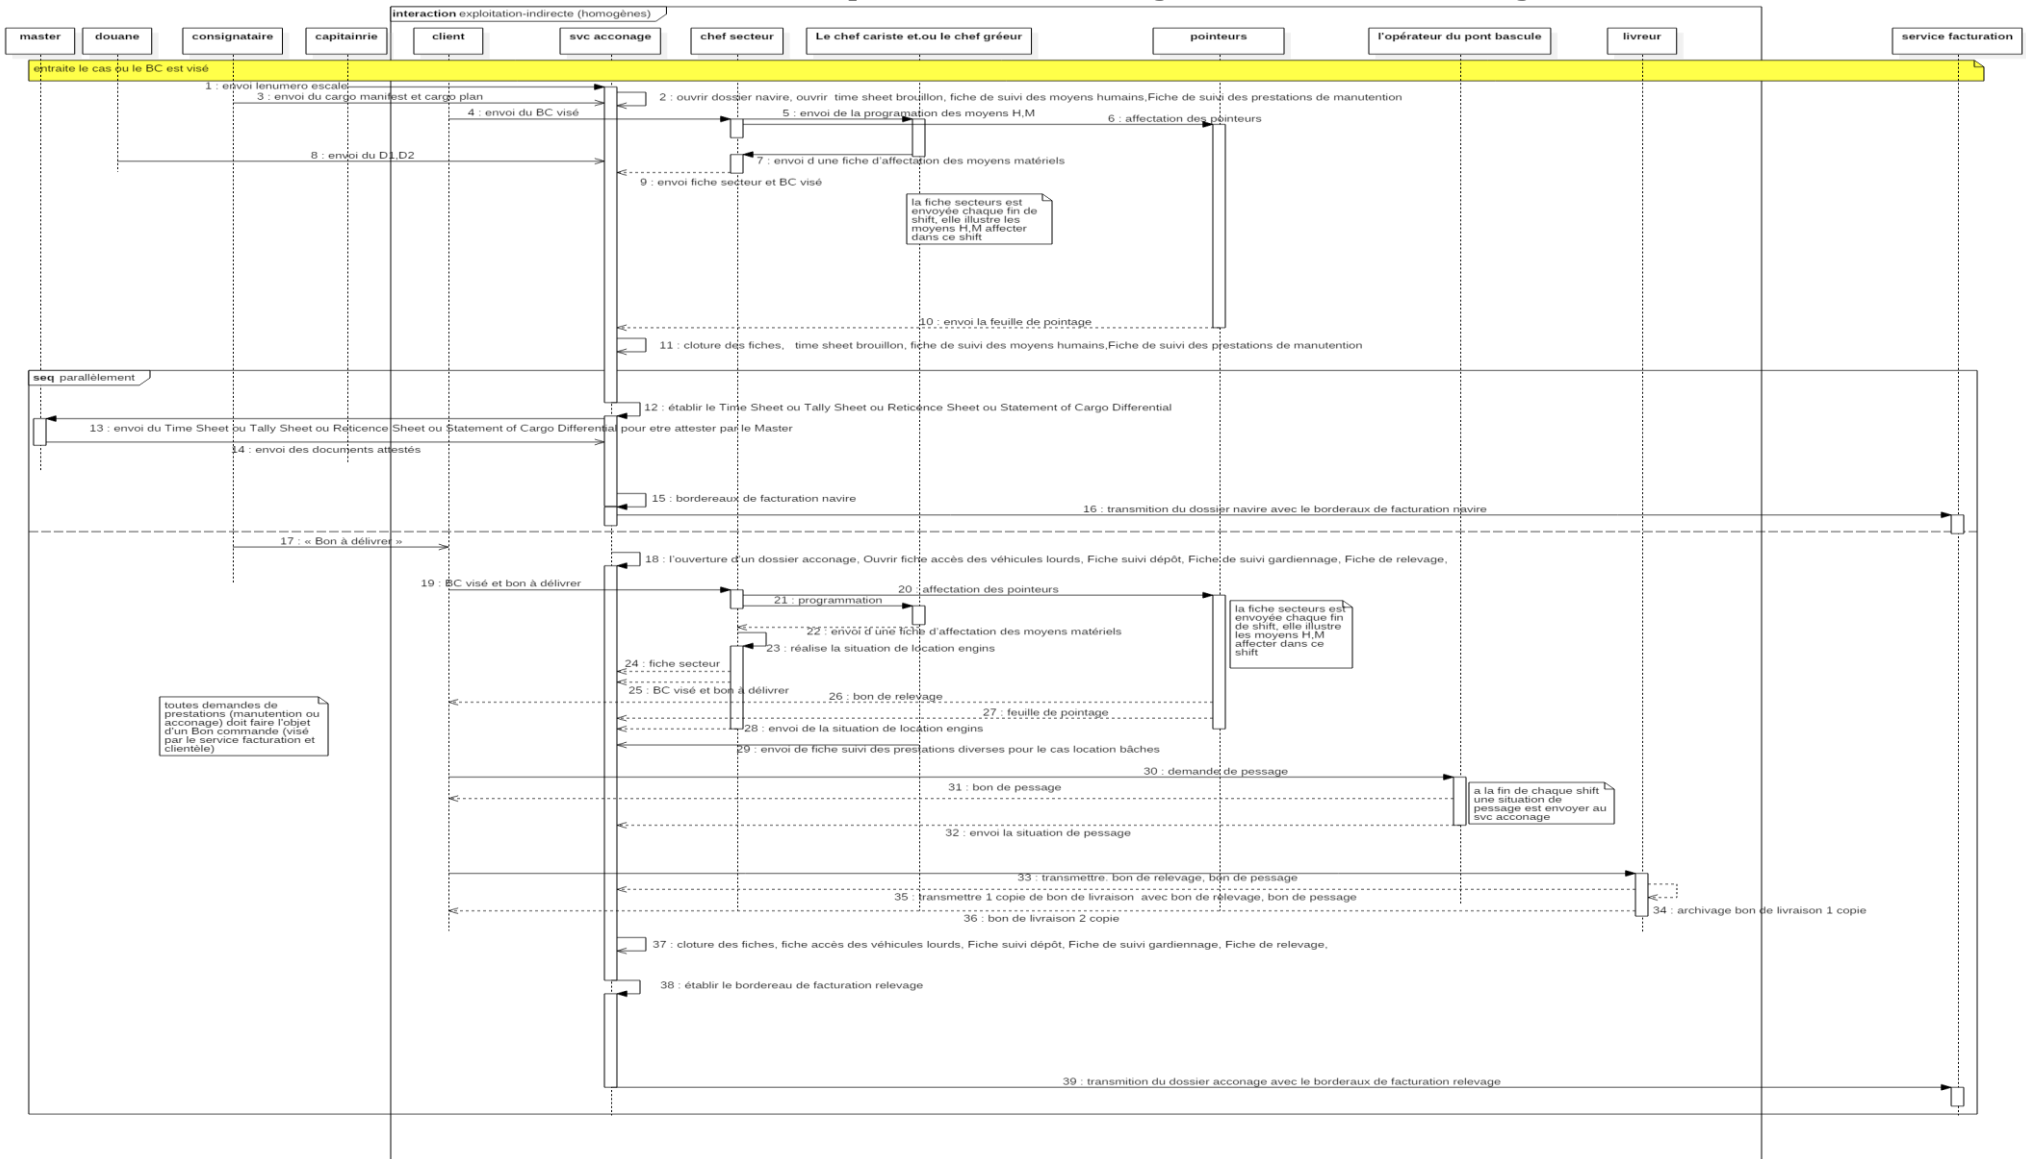 interaction exploitation-indirecte (homogènes)
master
douane
consignataire
capitainrie
client
svc acconage
chef secteur
Le chef cariste et.ou le chef gréeur
pointeurs
l'opérateur du pont bascule
livreur
service facturation
entraite le cas ou le BC est visé
1 : envoi lenumero escale
2 : ouvrir dossier navire, ouvrir time sheet brouillon, fiche de suivi des moyens humains,Fiche de suivi des prestations de manutention
3 : envoi du cargo manifest et cargo plan
4 : envoi du BC visé
5 : envoi de la programation des moyens H,M
6 : affectation des pointeurs
7 : envoi d une fiche d'affectation des moyens matériels
8 : envoi du D1,D2
9 : envoi fiche secteur et BC visé
la fiche secteurs est
envoyée chaque fin de
shift, elle illustre les
moyens H,M affecter
dans ce shift
10 : envoi la feuille de pointage
11 : cloture des fiches, time sheet brouillon, fiche de suivi des moyens humains,Fiche de suivi des prestations de manutention
seq parallèlement
12 : établir le Time Sheet ou Tally Sheet ou Reticence Sheet ou Statement of Cargo Differential
13 : envoi du Time Sheet ou Tally Sheet ou Reticence Sheet ou Statement of Cargo Differential pour etre attester par le Master
14 : envoi des documents attestés
15 : bordereaux de facturation navire
16 : transmition du dossier navire avec le borderaux de facturation navire
17 : « Bon à délivrer »
18 : l'ouverture d'un dossier acconage, Ouvrir fiche accès des véhicules lourds, Fiche suivi dépôt, Fiche de suivi gardiennage, Fiche de relevage,
19 : BC visé et bon à délivrer
20 : affectation des pointeurs
21 : programmation
la fiche secteurs est
envoyée chaque fin
de shift, elle illustre
les moyens H,M
affecter dans ce
shift
22 : envoi d une fiche d'affectation des moyens matériels
23 : réalise la situation de location engins
24 : fiche secteur
25 : BC visé et bon à délivrer
26 : bon de relevage
toutes demandes de
prestations (manutention ou
acconage) doit faire l'objet
d'un Bon commande (visé
par le service facturation et
clientèle)
27 : feuille de pointage
28 : envoi de la situation de location engins
29 : envoi de fiche suivi des prestations diverses pour le cas location bâches
30 : demande de pessage
31 : bon de pessage
a la fin de chaque shift
une situation de
pessage est envoyer au
svc acconage
32 : envoi la situation de pessage
33 : transmettre. bon de relevage, bon de pessage
35 : transmettre 1 copie de bon de livraison avec bon de relevage, bon de pessage
34 : archivage bon de livraison 1 copie
36 : bon de livraison 2 copie
37 : cloture des fiches, fiche accès des véhicules lourds, Fiche suivi dépôt, Fiche de suivi gardiennage, Fiche de relevage,
38 : établir le bordereau de facturation relevage
39 : transmition du dossier acconage avec le borderaux de facturation relevage